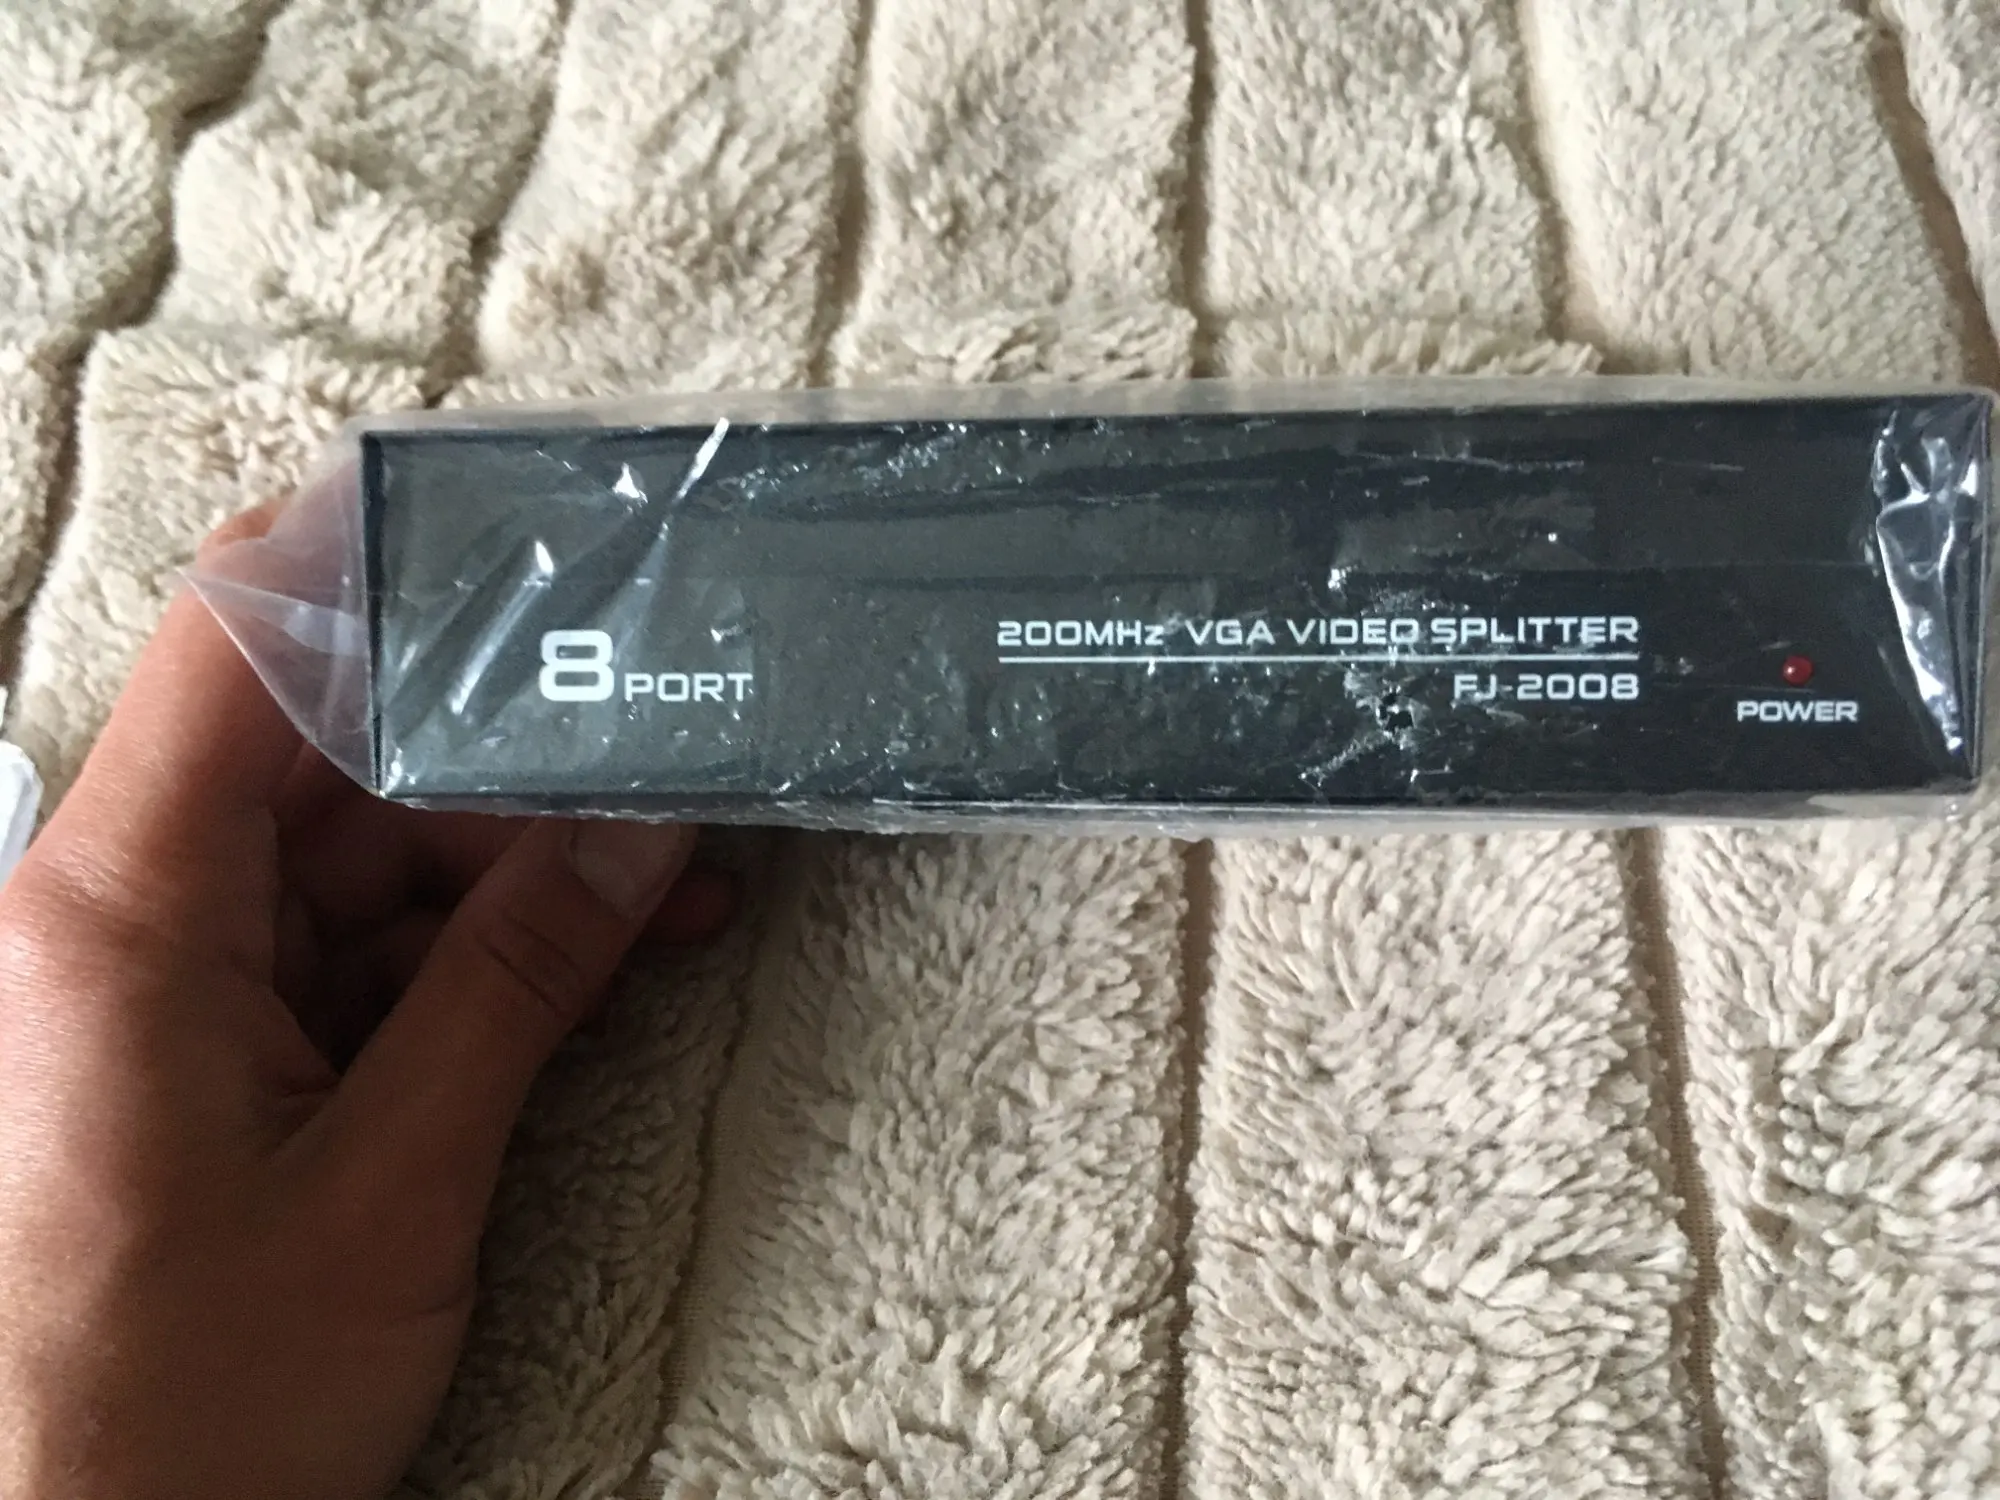 8 PORT
200MHz VGA VIDEO SPLITTER
FJ-2008
POWER